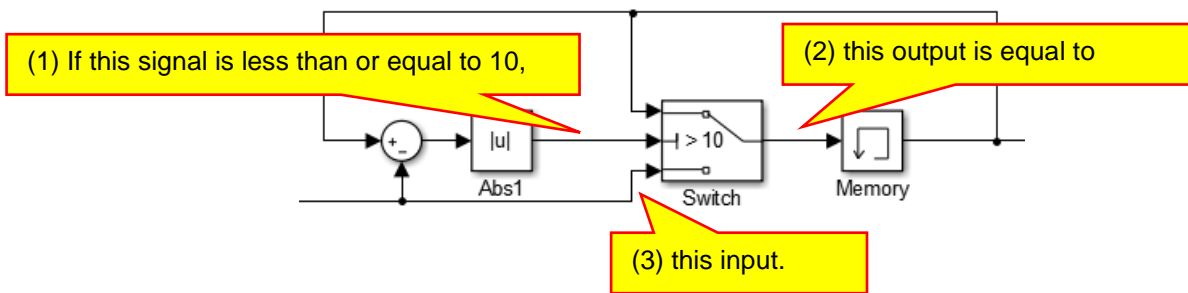 (1) If this signal is less than or equal to 10,
(2) this output is equal to
+
-
|u|
Abs1
> 10
Switch
Memory
(3) this input.